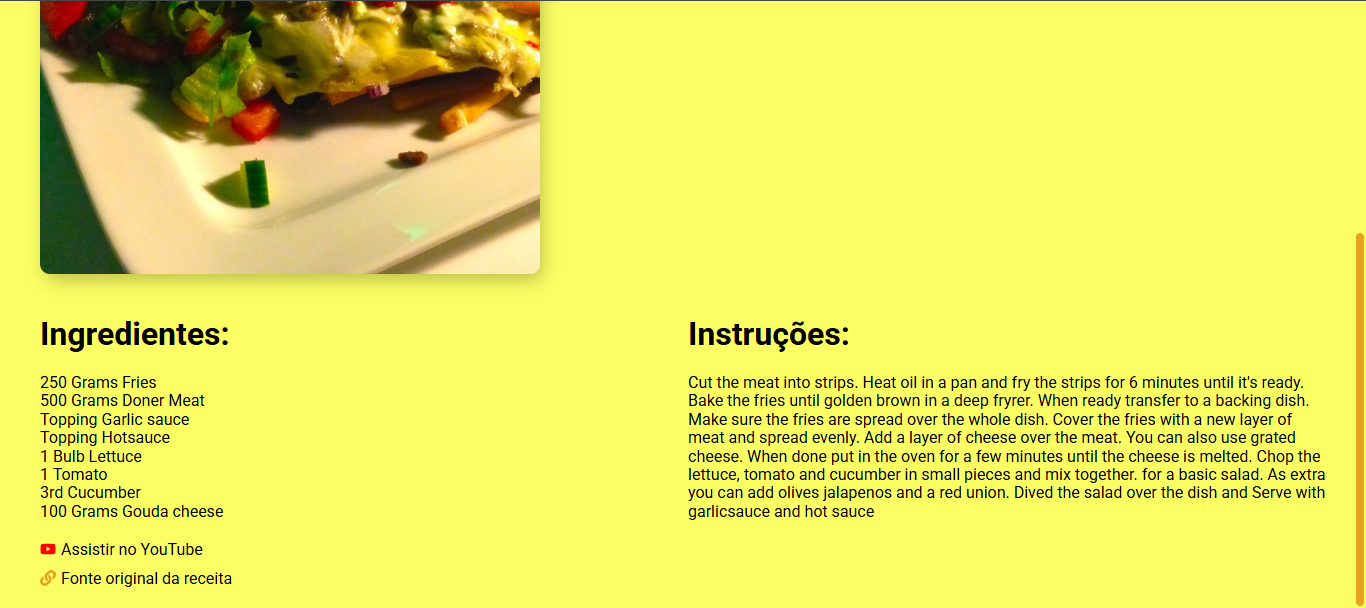 Ingredientes:
250 Grams Fries
500 Grams Doner Meat
Topping Garlic sauce
Topping Hotsauce
1 Bulb Lettuce
1 Tomato
3rd Cucumber
100 Grams Gouda cheese
Assistir no YouTube
Fonte original da receita
Instruções:
Cut the meat into strips. Heat oil in a pan and fry the strips for 6 minutes until it's ready.
Bake the fries until golden brown in a deep fryrer. When ready transfer to a backing dish.
Make sure the fries are spread over the whole dish. Cover the fries with a new layer of
meat and spread evenly. Add a layer of cheese over the meat. You can also use grated
cheese. When done put in the oven for a few minutes until the cheese is melted. Chop the
lettuce, tomato and cucumber in small pieces and mix together. for a basic salad. As extra
you can add olives jalapenos and a red union. Dived the salad over the dish and Serve with
garlicsauce and hot sauce